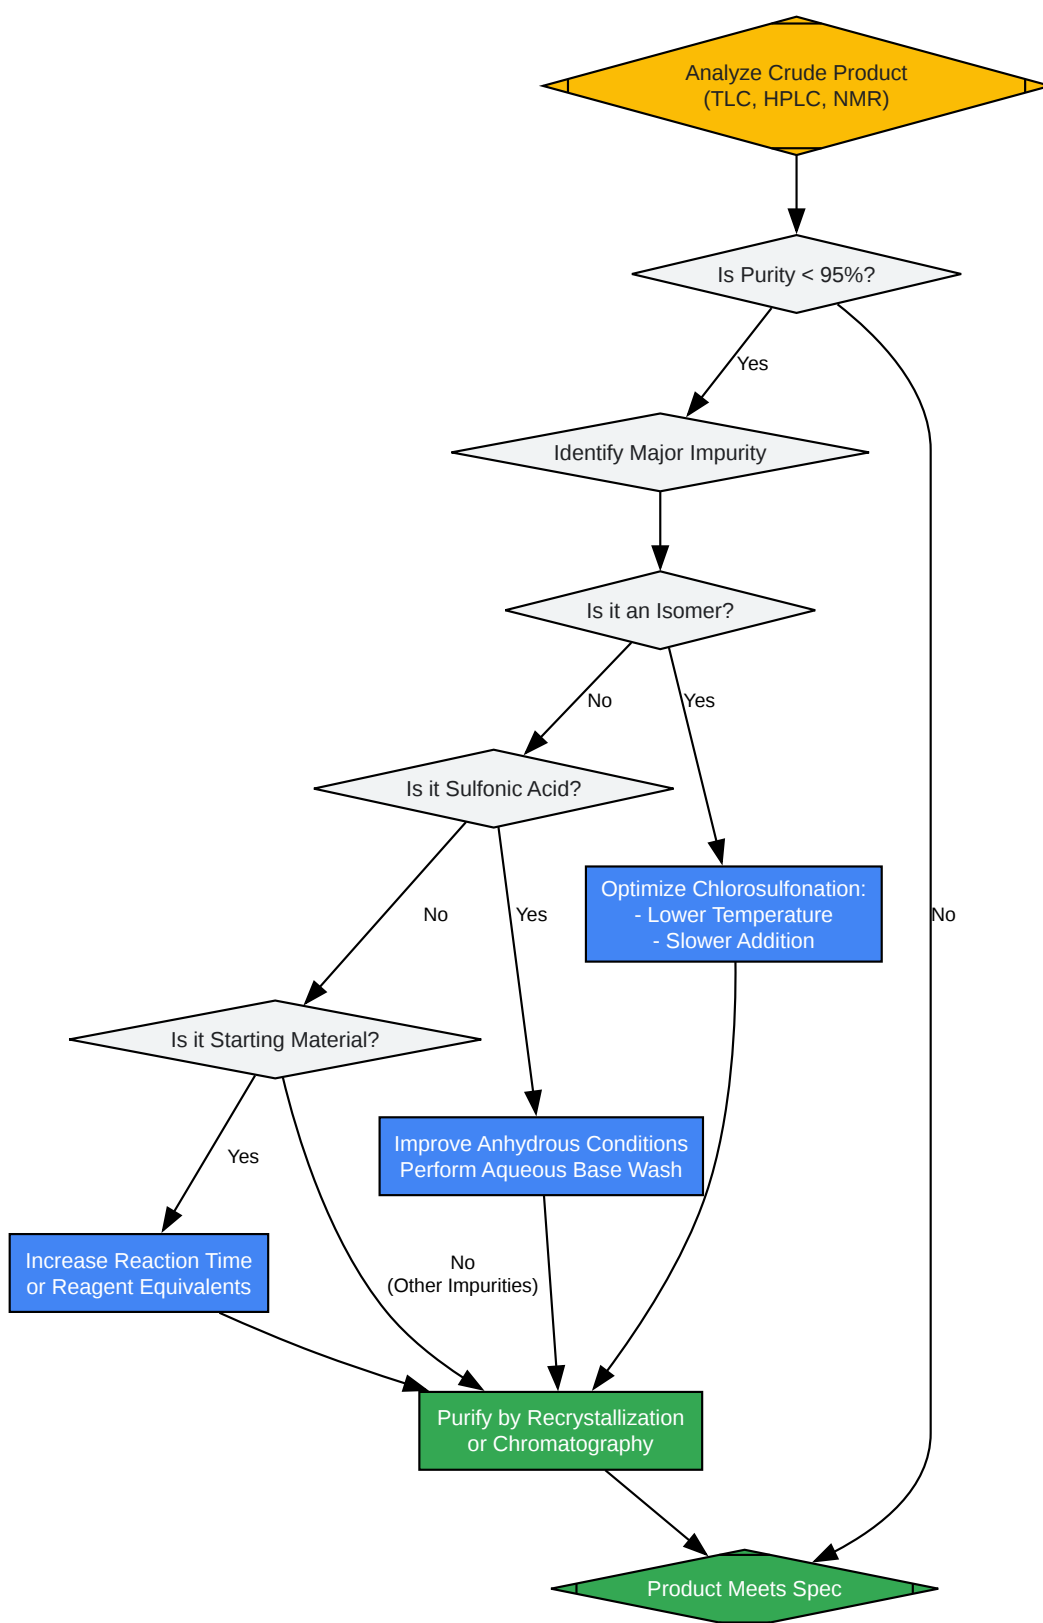 Analyze Crude Product
(TLC, HPLC, NMR)
Is Purity < 95%?
Yes
Identify Major Impurity
Is it an Isomer?
No
Yes
Is it Sulfonic Acid?
Optimize Chlorosulfonation:
- Lower Temperature
- Slower Addition
No
Yes
No
Is it Starting Material?
Improve Anhydrous Conditions
Perform Aqueous Base Wash
Yes
Increase Reaction Time
or Reagent Equivalents
No
(Other Impurities)
Purify by Recrystallization
or Chromatography
Product Meets Spec